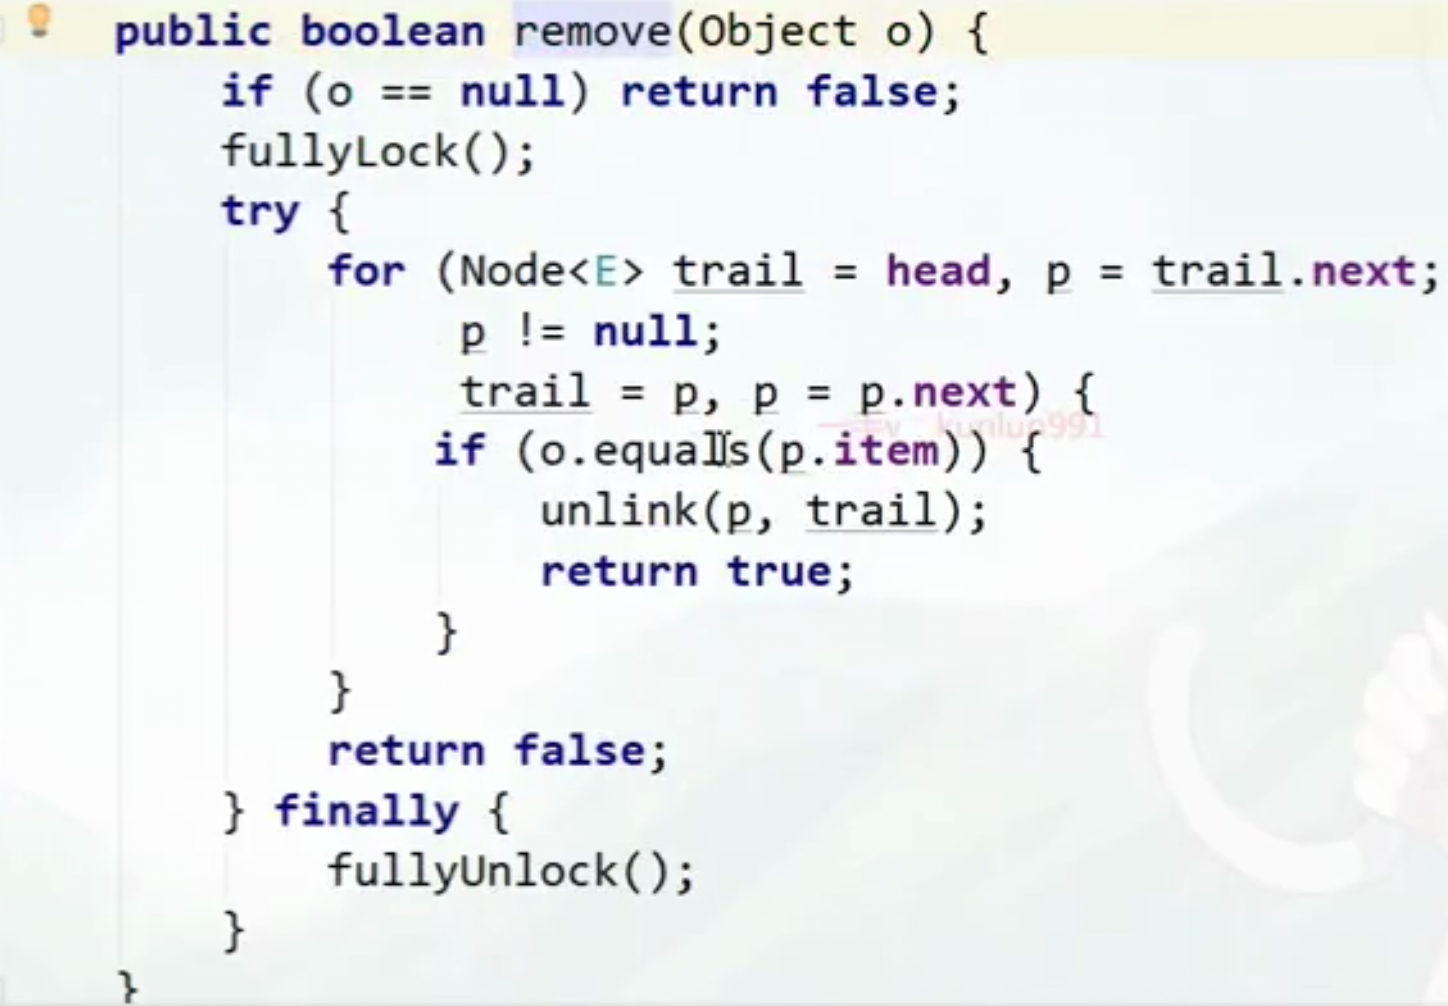 public boolean remove(Object o) {
if (o == null) return false;
fullyLock();
try {
for (Node<E> trail = head, p = trail.next;
p != null;
trail = p, p = p.next) {
kunlun991
if (o.equals(p.item)) {
unlink(p, trail);
return true;
}
}
return false;
} finally {
fullyUnlock();
}
}